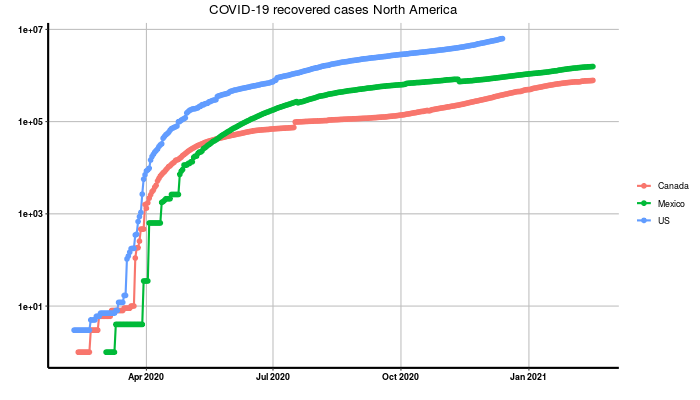 COVID-19 recovered cases North America
1e+07
1e+05
1e+03
1e+01
Apr 2020 Jul 2020 Oct 2020 Jan 2021
Canada
Mexico
US